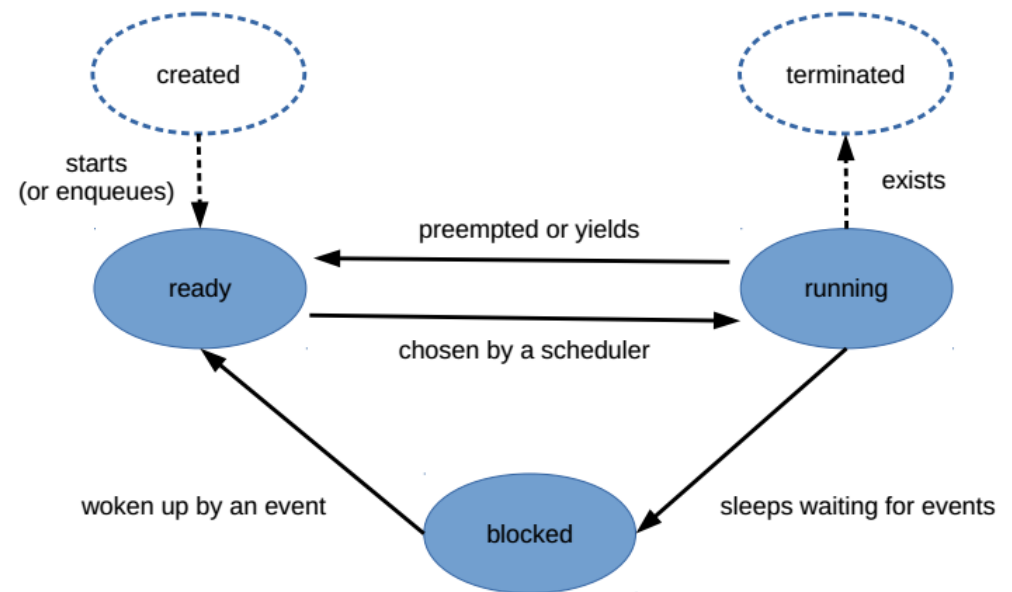 created
terminated
starts
(or enqueues)
exists
preempted or yields
ready
running
chosen by a scheduler
woken up by an event
sleeps waiting for events
blocked